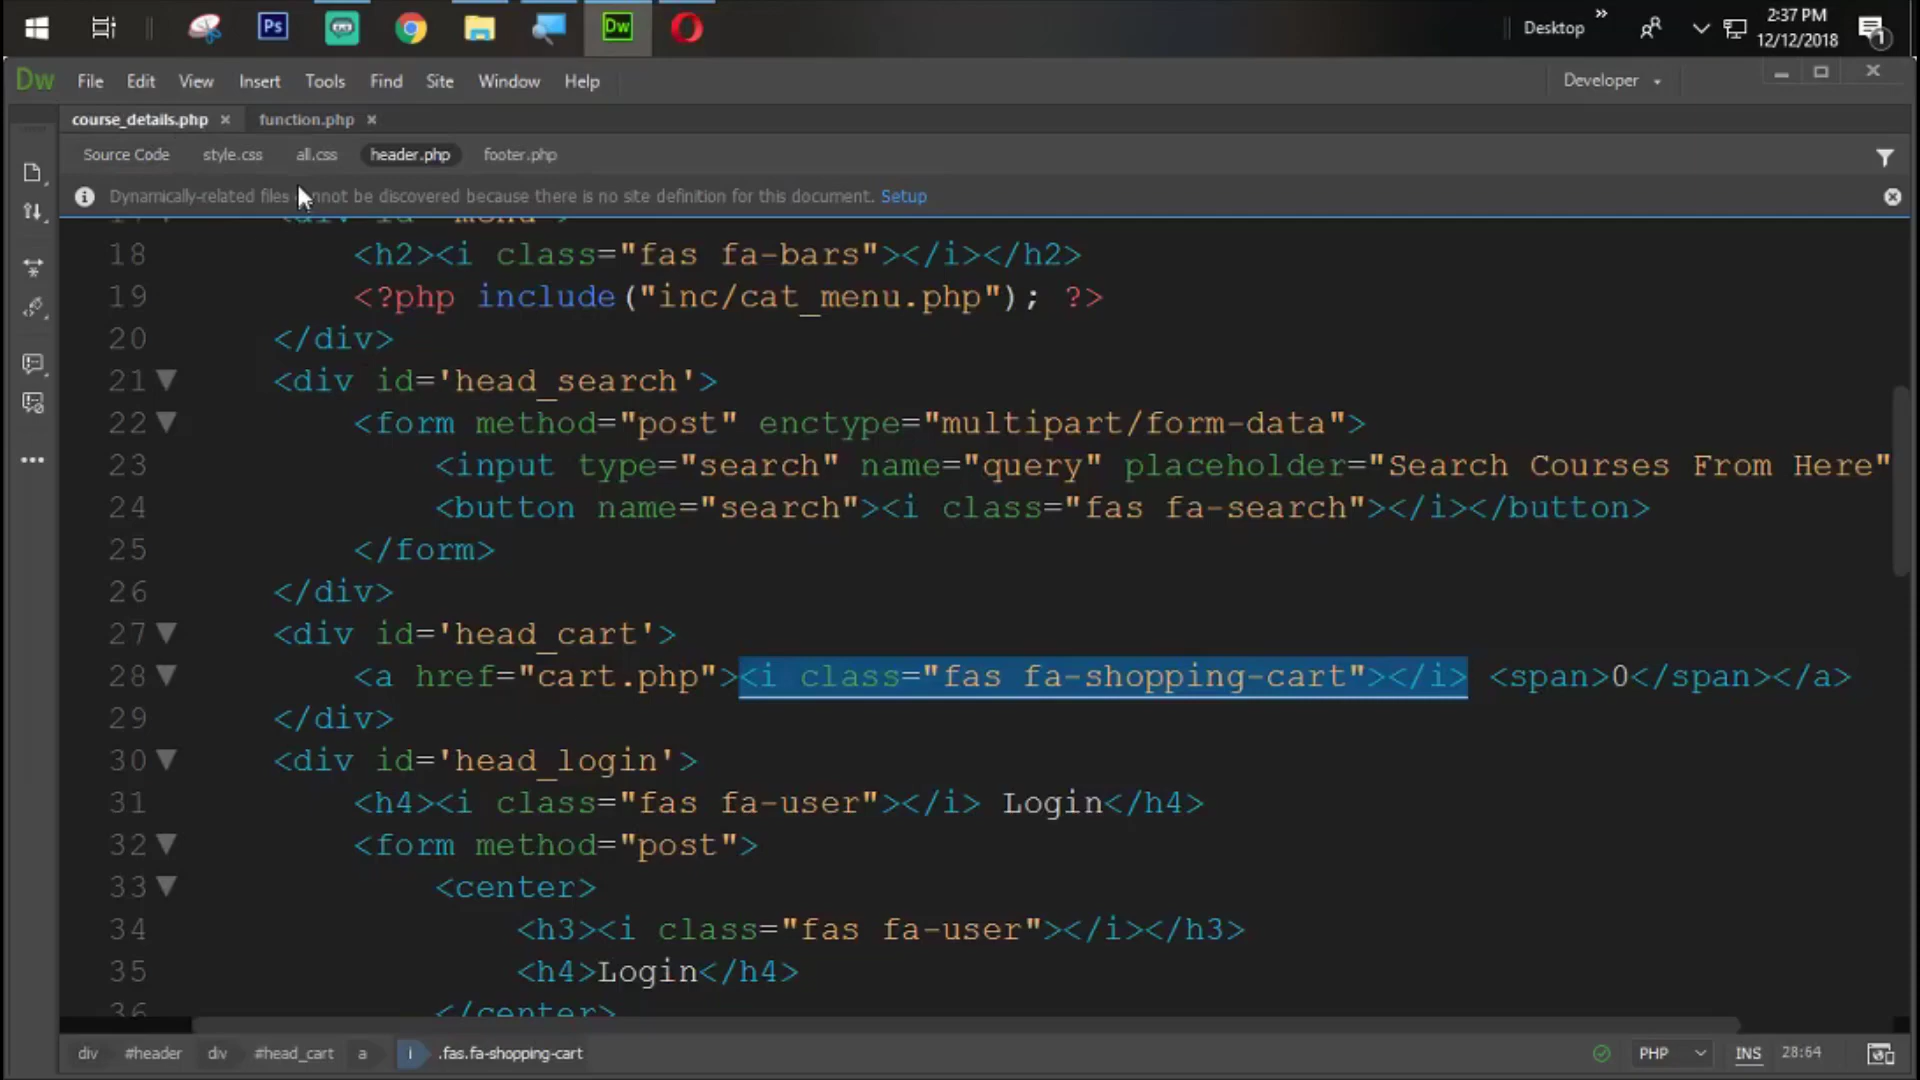 Ps
Dw
Desktop »
2:37 PM
12/12/2018
1
Dw File Edit View Insert Tools Find Site Window Help
Developer
course_details.php × function.php ×
Source Code style.css all.css header.php footer.php
Dynamically-related files cannot be discovered because there is no site definition for this document. Setup
18 <h2><i class="fas fa-bars"></i></h2>
19 <?php include("inc/cat_menu.php"); ?>
20 </div>
21 <div id='head_search'>
22 <form method="post" enctype="multipart/form-data">
23 <input type="search" name="query" placeholder="Search Courses From Here"
24 <button name="search"><i class="fas fa-search"></i></button>
25 </form>
26 </div>
27 <div id='head_cart'>
28 <a href="cart.php"><i class="fas fa-shopping-cart"></i> <span>0</span></a>
29 </div>
30 <div id='head_login'>
31 <h4><i class="fas fa-user"></i> Login</h4>
32 <form method="post">
33 <center>
34 <h3><i class="fas fa-user"></i></h3>
35 <h4>Login</h4>
36 </center>
div #header div #head_cart a i .fas.fa-shopping-cart
PHP INS 28:64